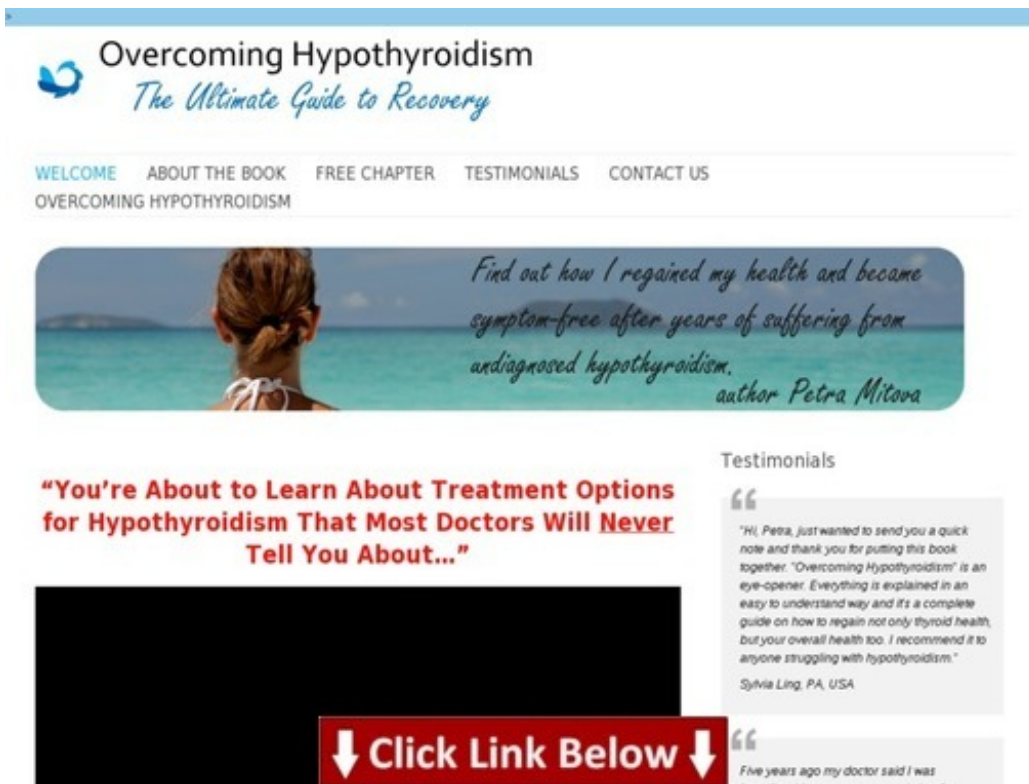 Overcoming Hypothyroidism
The Ultimate Guide to Recovery
WELCOME ABOUT THE BOOK FREE CHAPTER TESTIMONIALS CONTACT US
OVERCOMING HYPOTHYROIDISM
Find out how I regained my health and became
symptom-free after years of suffering from
undiagnosed hypothyroidism.
author Petra Mitova
“You’re About to Learn About Treatment Options
for Hypothyroidism That Most Doctors Will Never
Tell You About...”
Testimonials
"Hi, Petra, just wanted to send you a quick
note and thank you for putting this book
together. "Overcoming Hypothyroidism" is an
eye-opener. Everything is explained in an
easy to understand way and it's a complete
guide on how to regain not only thyroid health,
but your overall health too. I recommend it to
anyone struggling with hypothyroidism."
Sylvia Ling, PA, USA
Five years ago my doctor said I was
Click Link Below